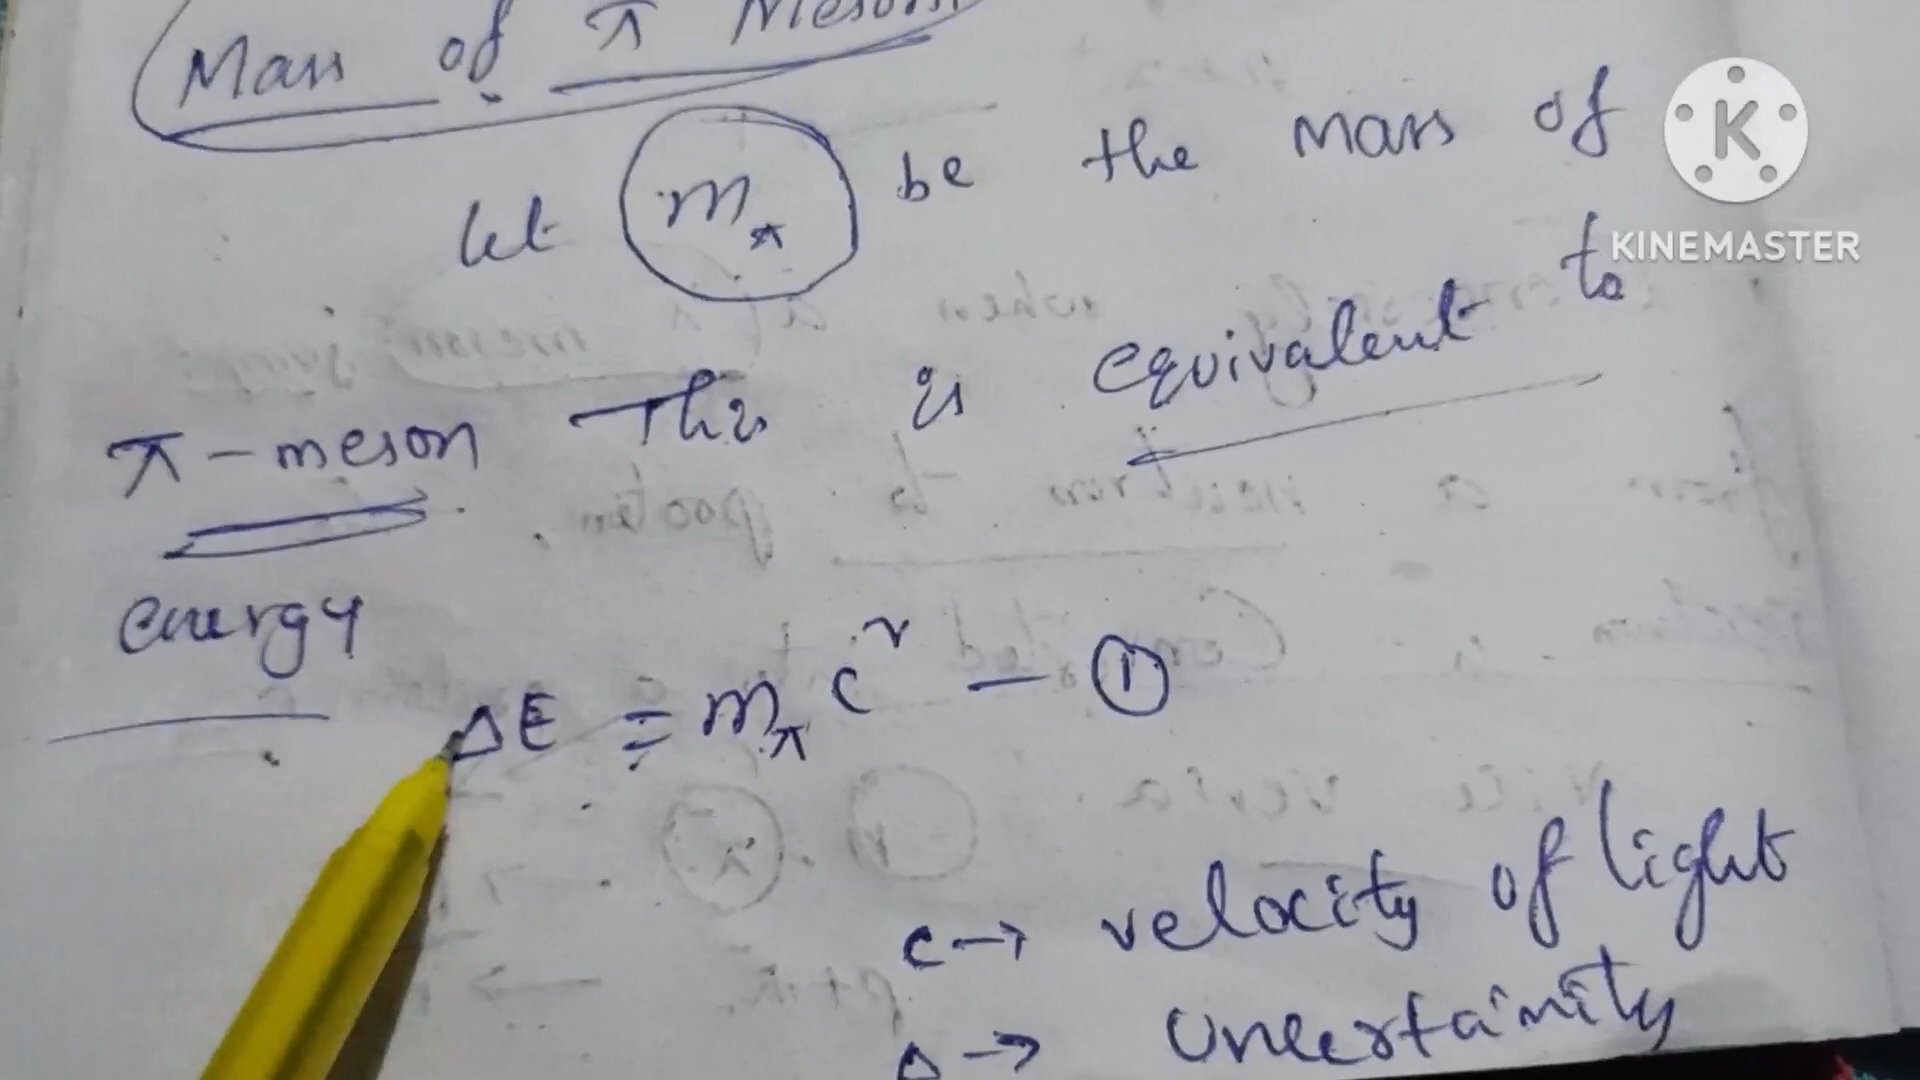 Mass of π Meson
let mπ be the mass of
π-meson This is equivalent to
energy
ΔE = mπ c² — ①
c → velocity of light
Δ → uncertainity
K
KINEMASTER